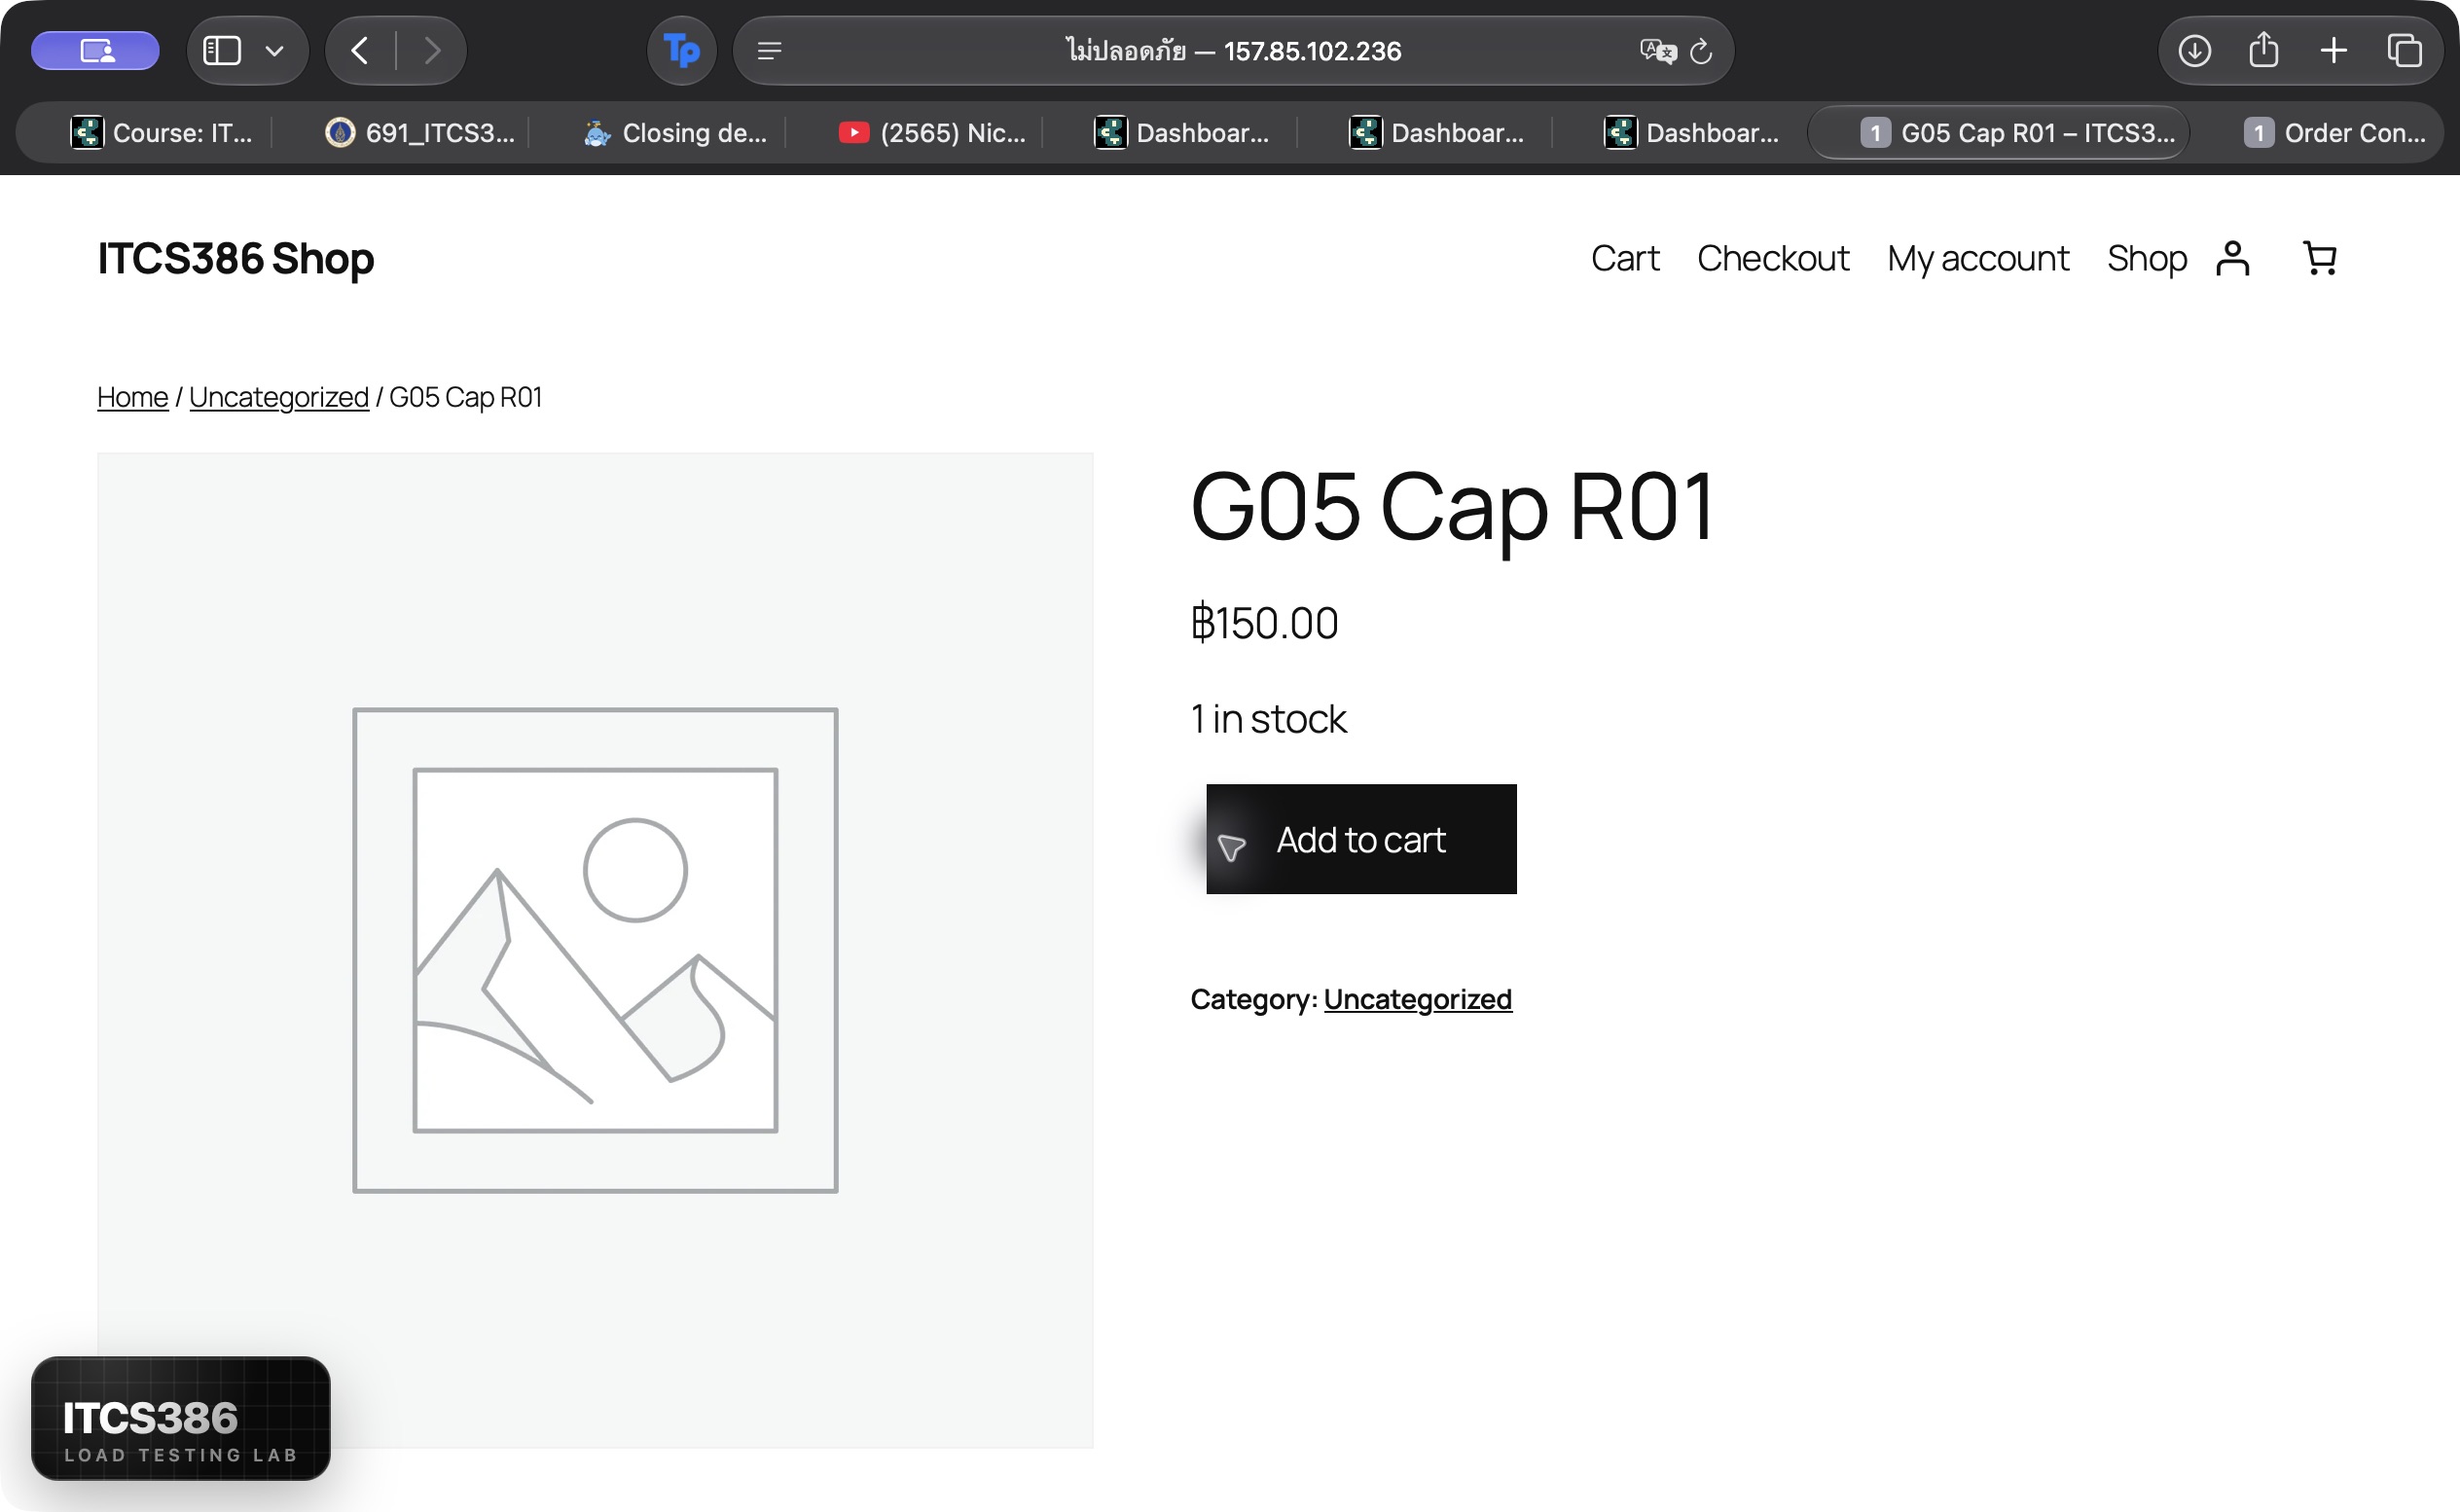 ไม่ปลอดภัย — 157.85.102.236
Course: IT...
691_ITCS3...
Closing de...
(2565) Nic...
Dashboar...
Dashboar...
Dashboar...
1 G05 Cap R01 – ITCS3...
1 Order Con...
ITCS386 Shop
Cart Checkout My account Shop
Home / Uncategorized / G05 Cap R01
G05 Cap R01
฿150.00
1 in stock
Add to cart
Category: Uncategorized
ITCS386
LOAD TESTING LAB